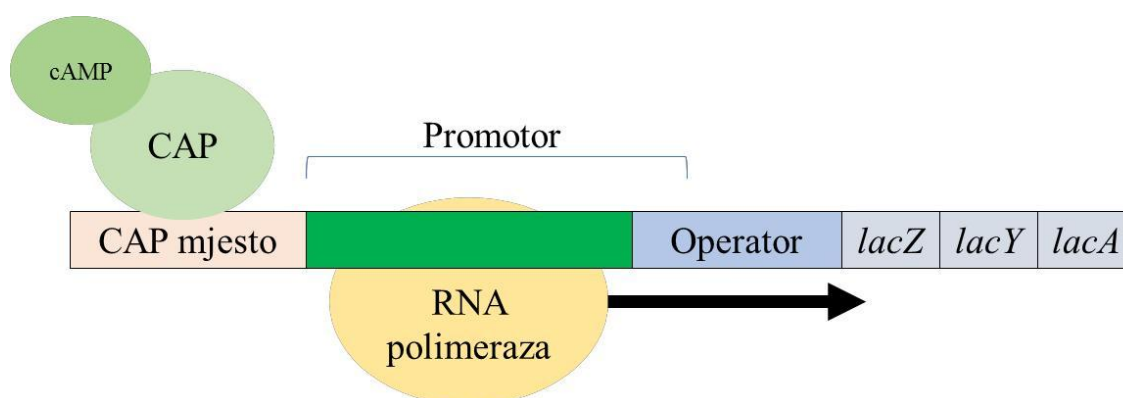 cAMP
CAP
Promotor
CAP mjesto Operator lacZ lacY lacA
RNA
polimeraza